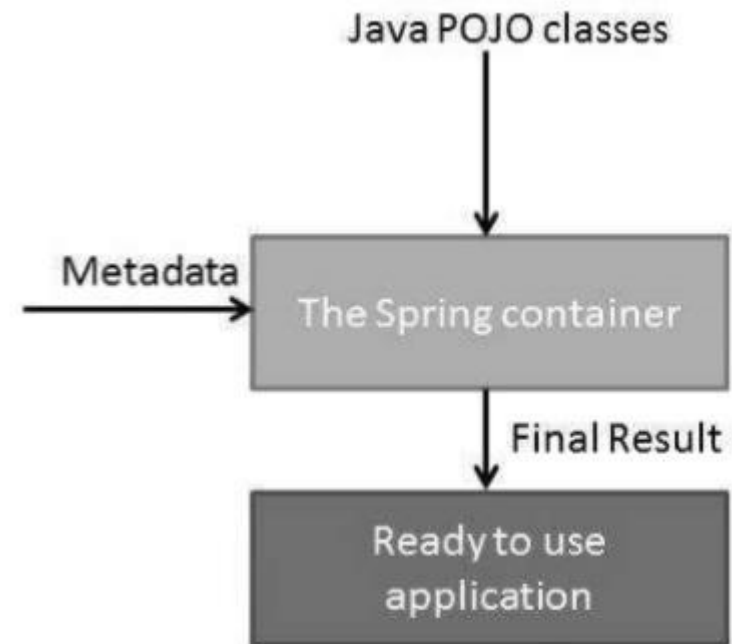 Java POJO classes
Metadata
The Spring container
Final Result
Ready to use
application